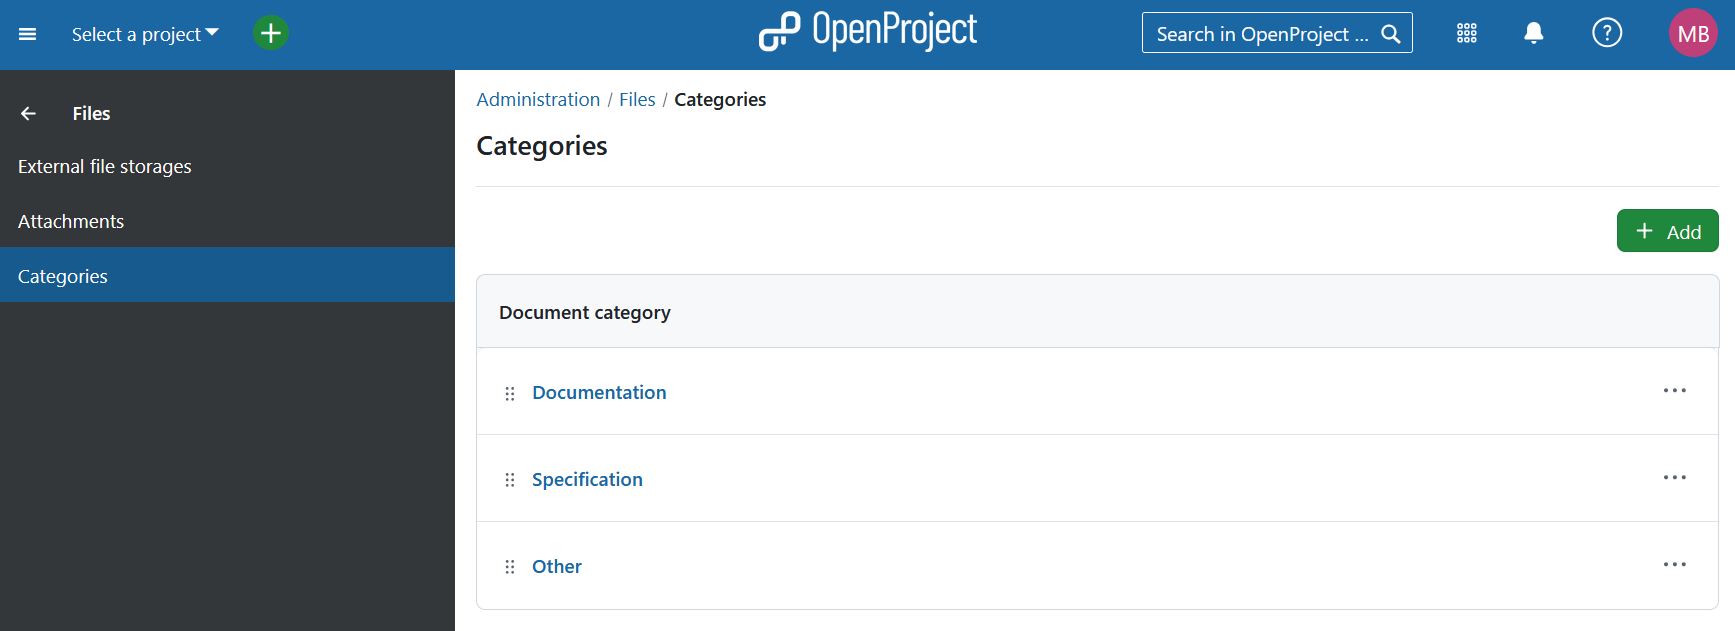 Select a project
OpenProject
Search in OpenProject ...
?
MB
Files
External file storages
Attachments
Categories
Administration / Files / Categories
Categories
+ Add
Document category
Documentation
Specification
Other